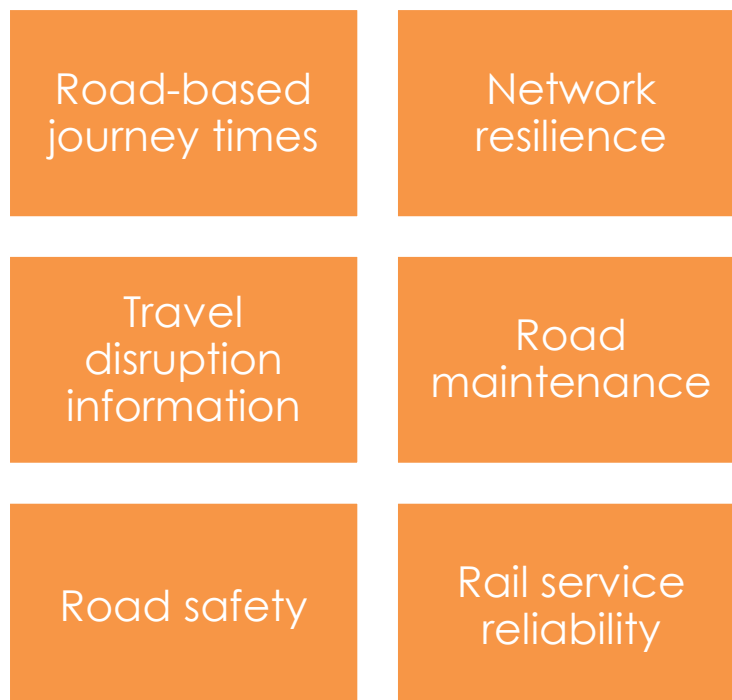 Road-based
journey times
Network
resilience
Travel
disruption
information
Road
maintenance
Road safety
Rail service
reliability